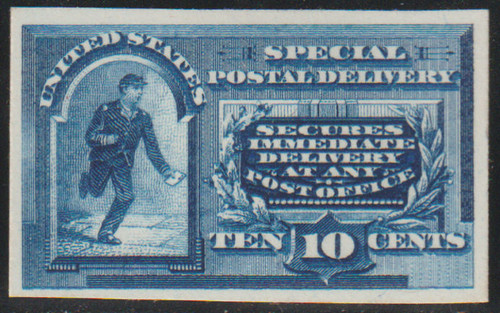 UNITED STATES
SPECIAL
POSTAL DELIVERY
SECURES
IMMEDIATE
DELIVERY
AT ANY
POST OFFICE
TEN 10 CENTS